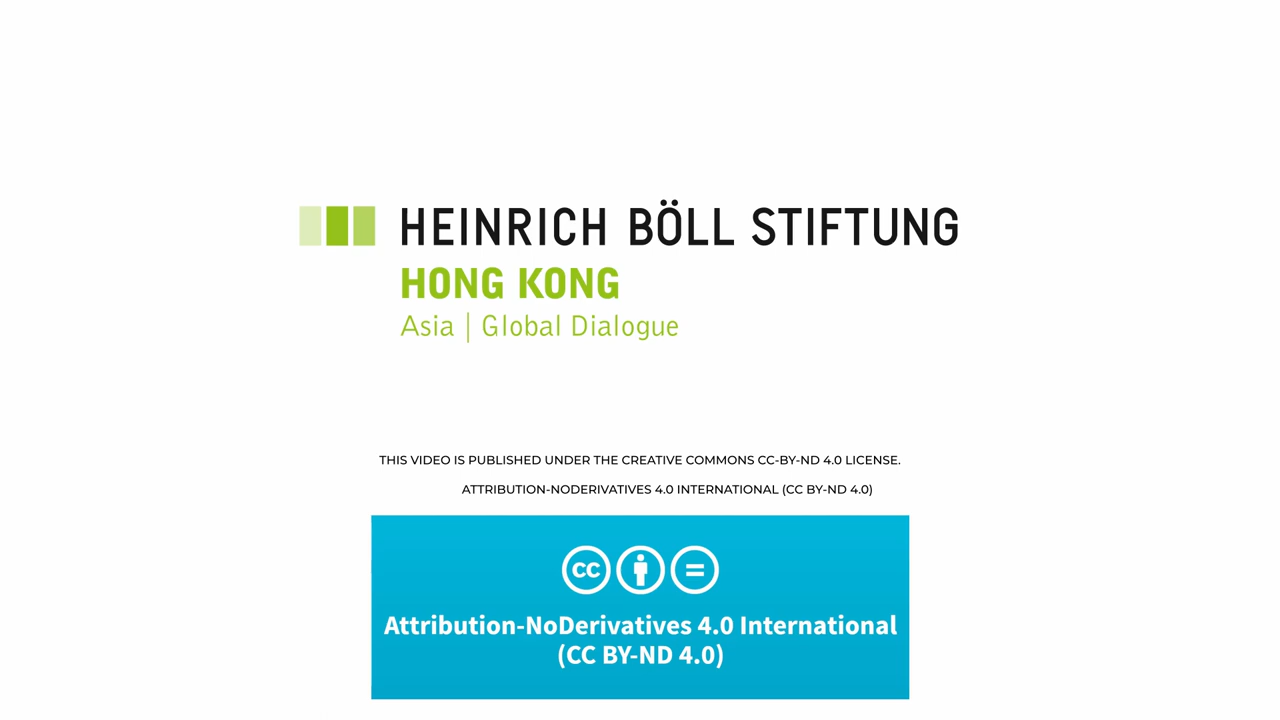 HEINRICH BÖLL STIFTUNG
HONG KONG
Asia | Global Dialogue
THIS VIDEO IS PUBLISHED UNDER THE CREATIVE COMMONS CC-BY-ND 4.0 LICENSE.
ATTRIBUTION-NODERIVATIVES 4.0 INTERNATIONAL (CC BY-ND 4.0)
cc =
Attribution-NoDerivatives 4.0 International
(CC BY-ND 4.0)